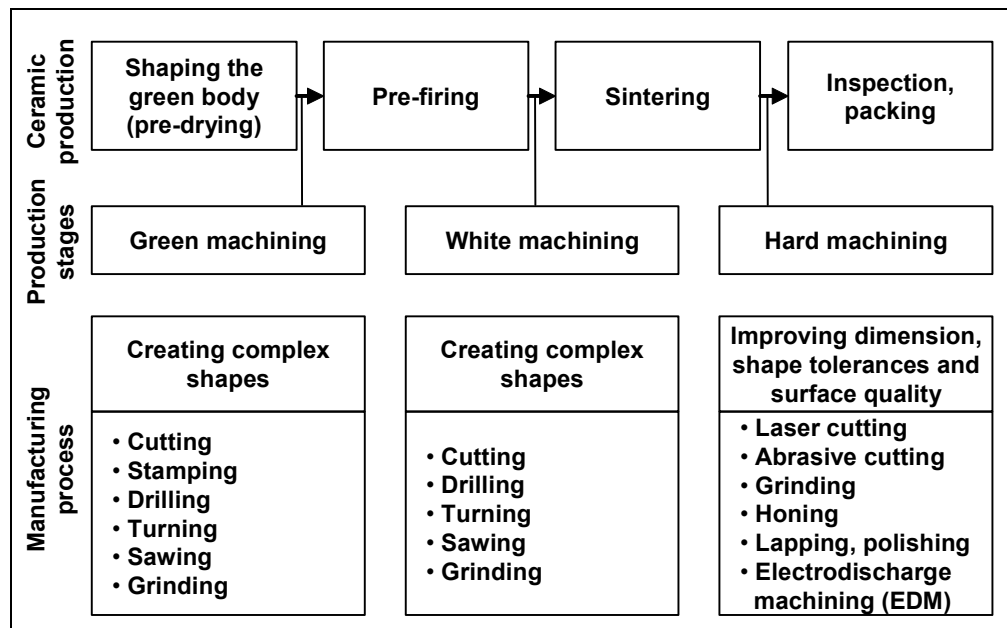 Ceramic
production
Shaping the
green body
(pre-drying)
Pre-firing
Sintering
Inspection,
packing
Production
stages
Green machining
White machining
Hard machining
Manufacturing
process
Creating complex
shapes
• Cutting
• Stamping
• Drilling
• Turning
• Sawing
• Grinding
Creating complex
shapes
• Cutting
• Drilling
• Turning
• Sawing
• Grinding
Improving dimension,
shape tolerances and
surface quality
• Laser cutting
• Abrasive cutting
• Grinding
• Honing
• Lapping, polishing
• Electrodischarge
machining (EDM)